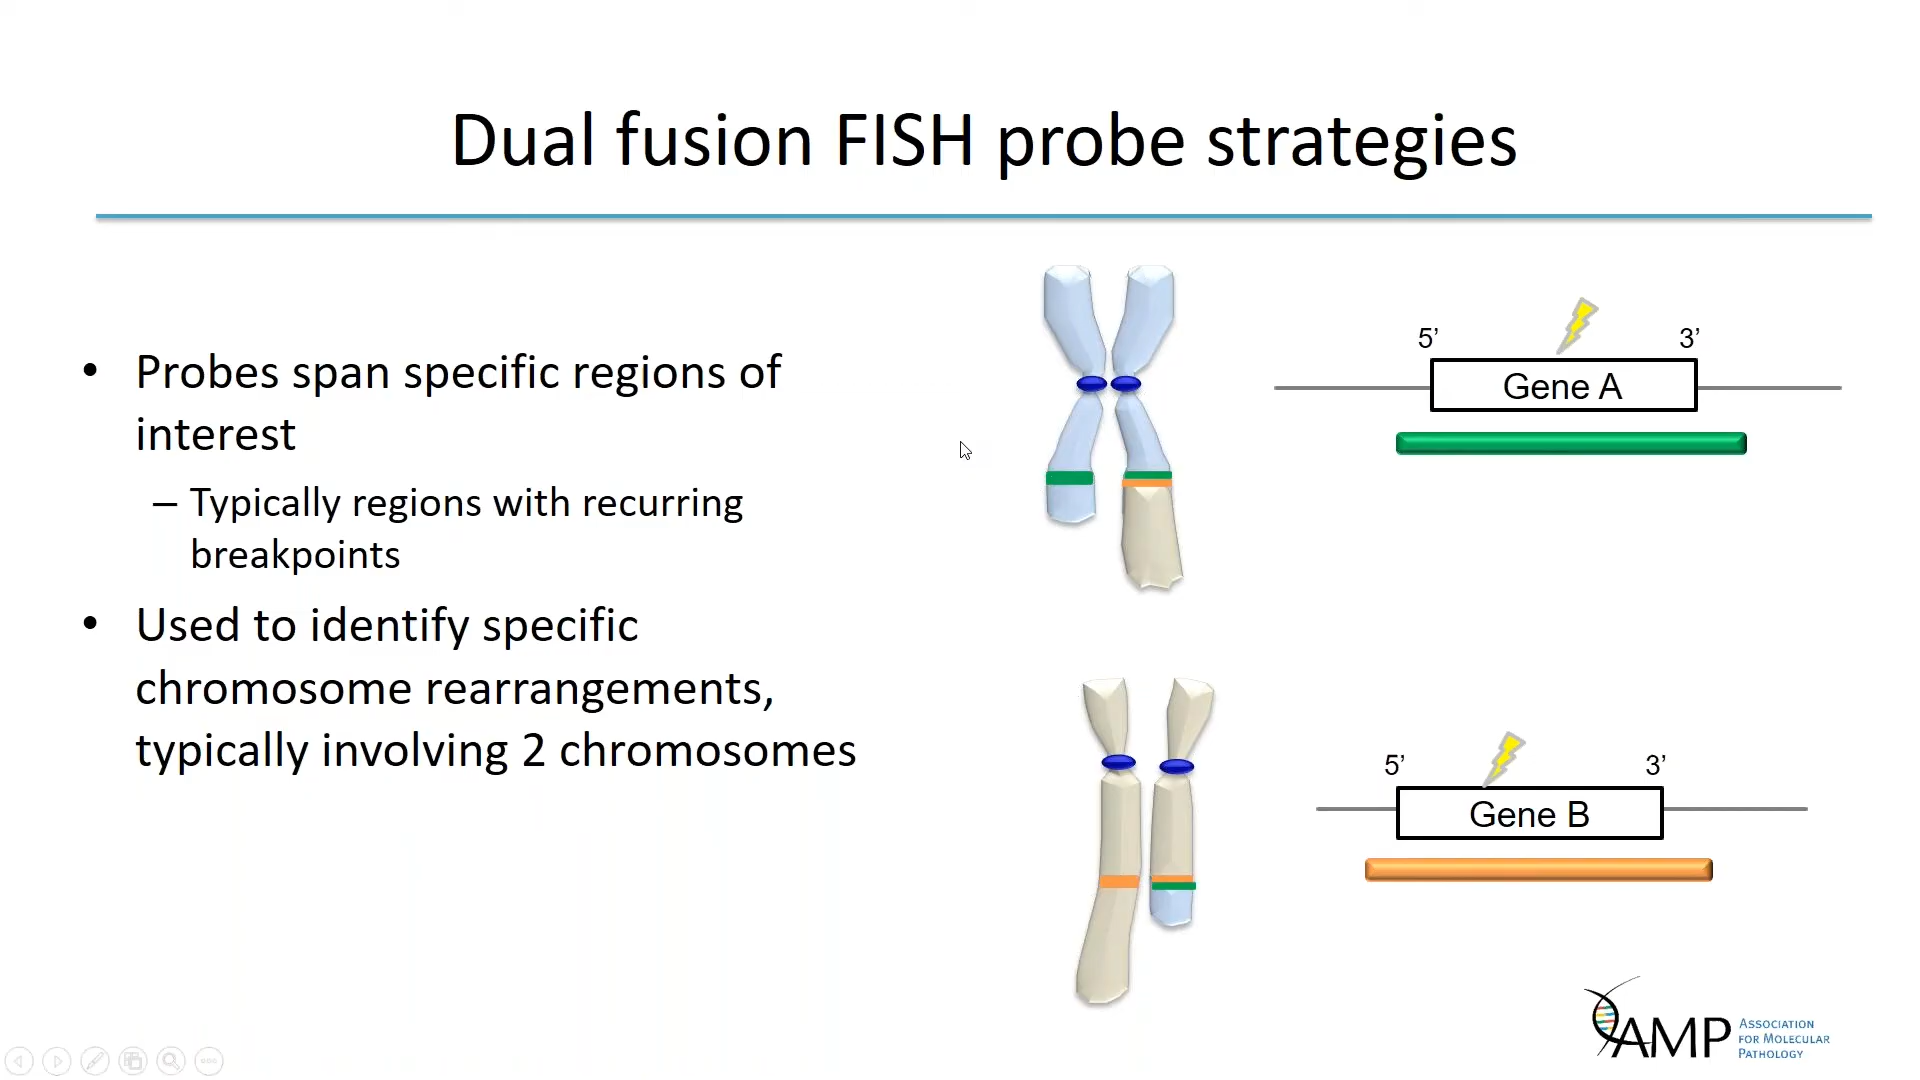 Dual fusion FISH probe strategies
• Probes span specific regions of
interest
– Typically regions with recurring
breakpoints
• Used to identify specific
chromosome rearrangements,
typically involving 2 chromosomes
5’ 3’
Gene A
5’ 3’
Gene B
AMP
ASSOCIATION
FOR MOLECULAR
PATHOLOGY